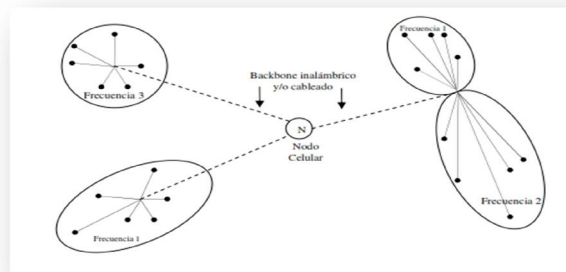 Frecuencia 1
Backbone inalámbrico
y/o cableado
Frecuencia 3
N
Nodo
Celular
Frecuencia 2
Frecuencia 1